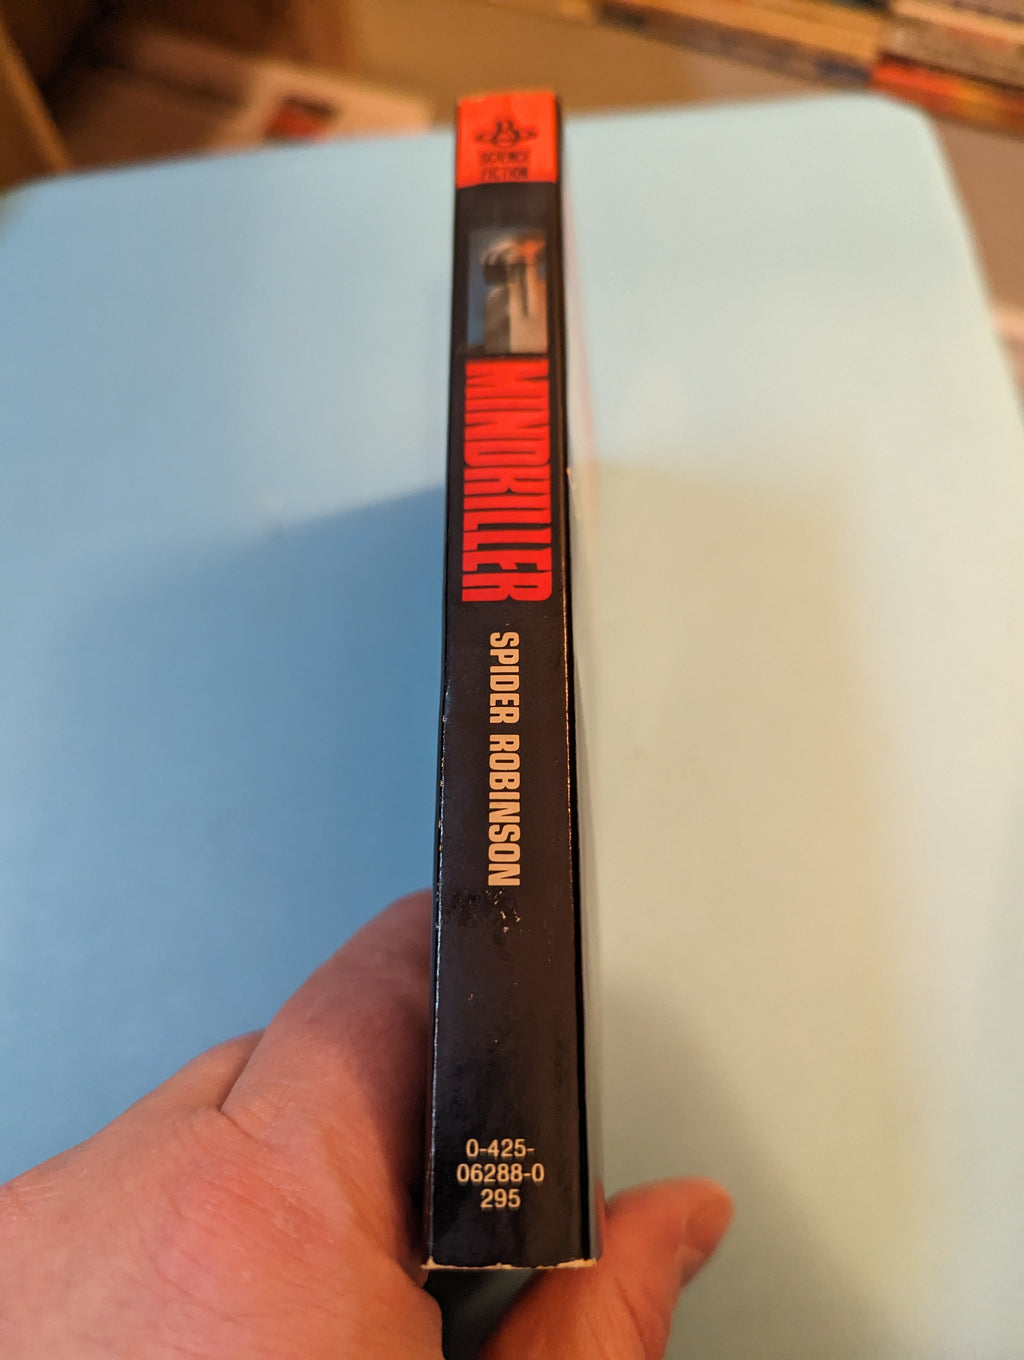 SCIENCE
FICTION
MINDKILLER
SPIDER ROBINSON
0-425-
06288-0
295